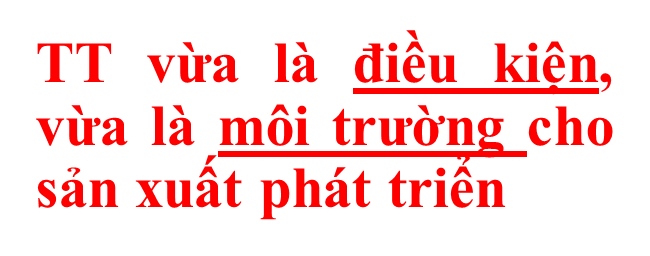 TT vừa là điều kiện,
vừa là môi trường cho
sản xuất phát triển